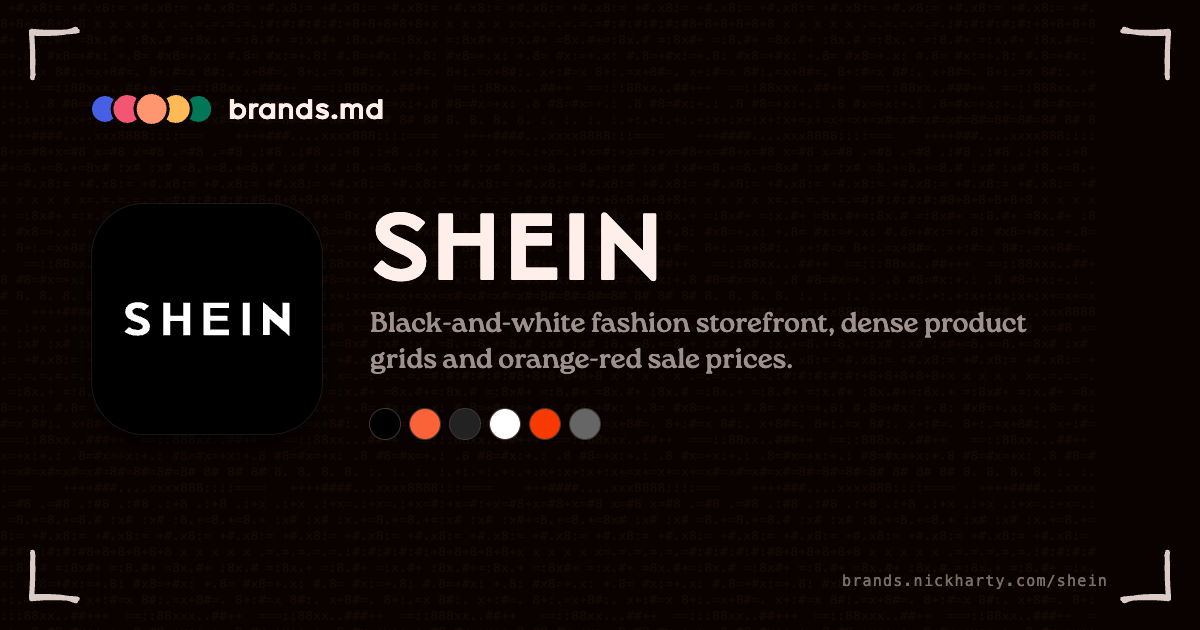 brands.md
SHEIN
SHEIN
Black-and-white fashion storefront, dense product
grids and orange-red sale prices.
brands.nickharty.com/shein